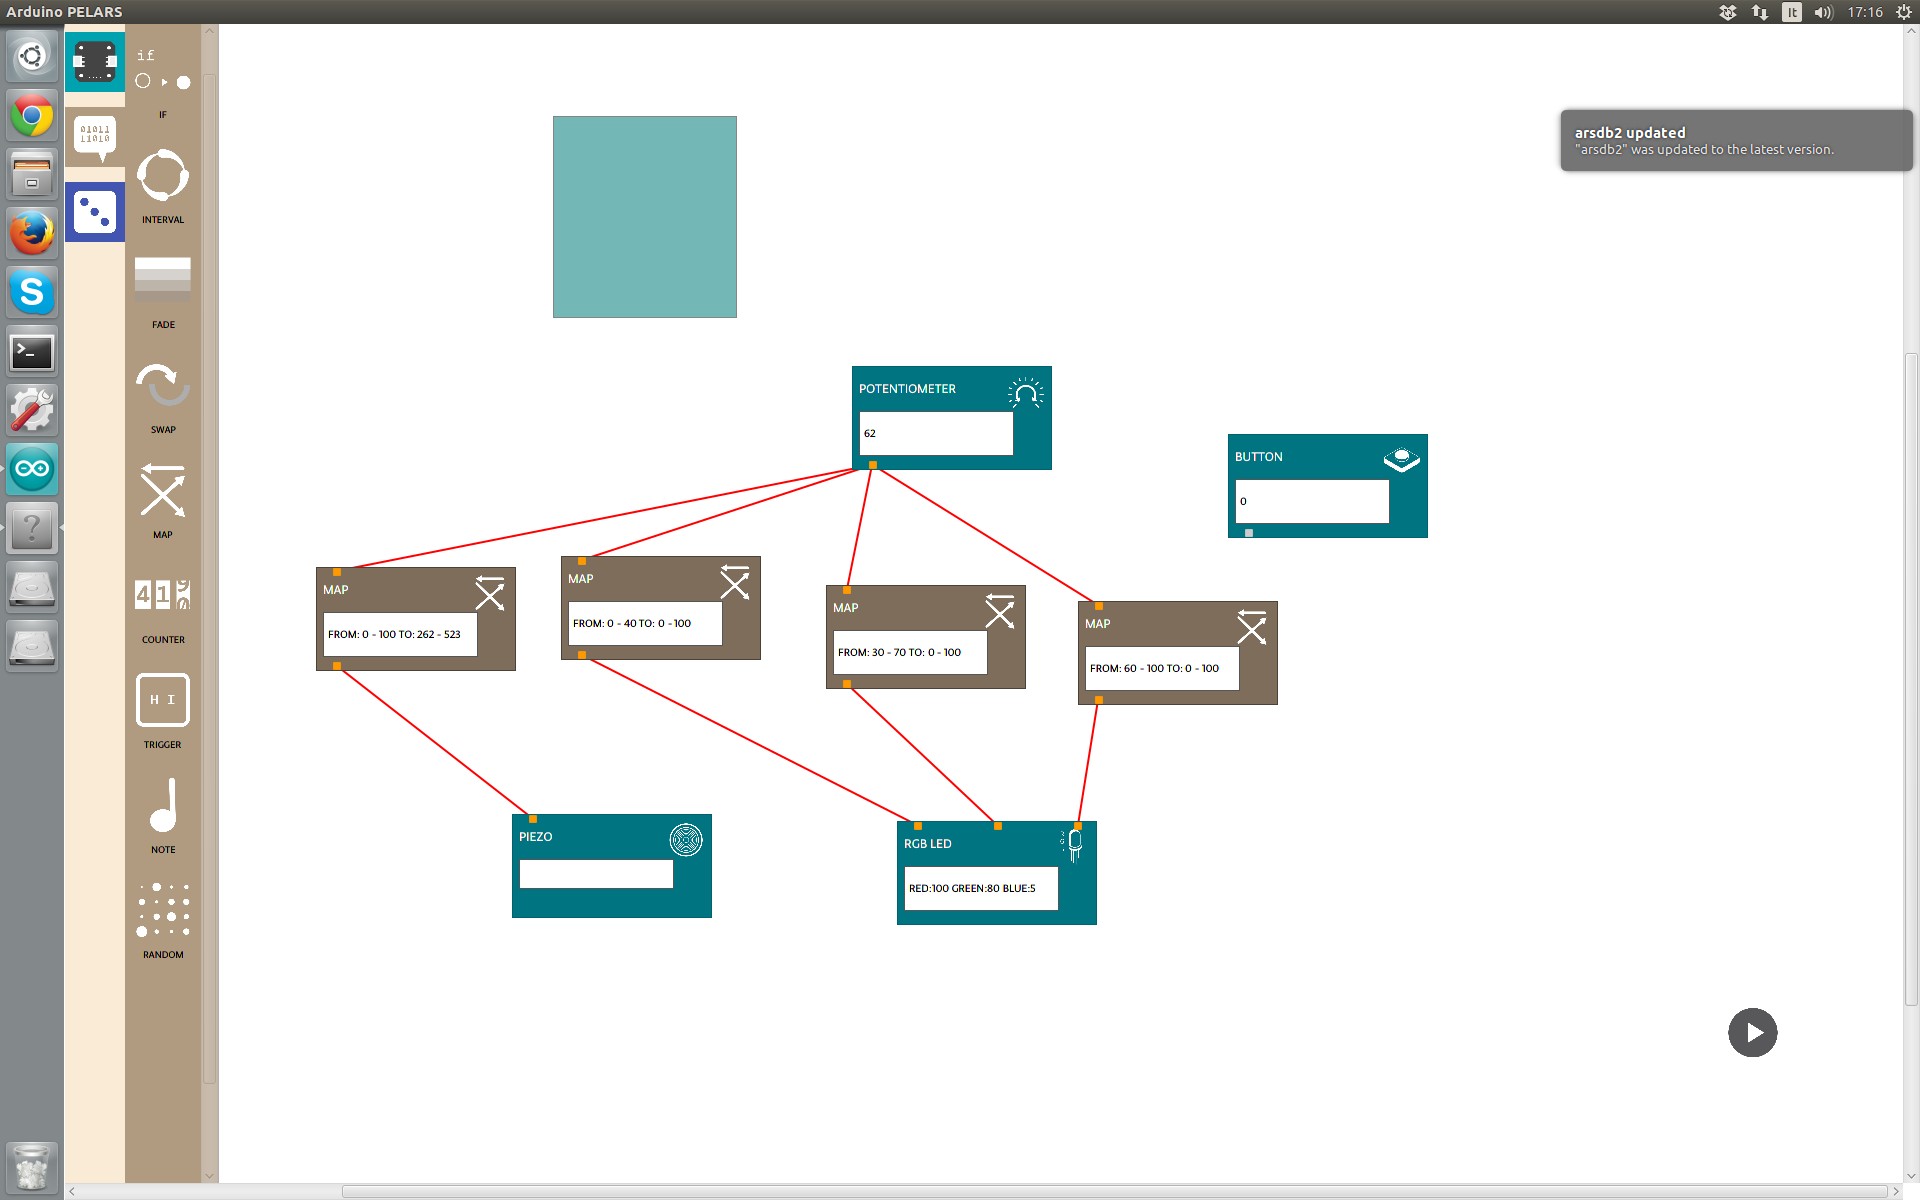 Arduino PELARS
It
17:16
if
IF
01011
11010
INTERVAL
FADE
SWAP
MAP
COUNTER
H I
TRIGGER
NOTE
RANDOM
arsdb2 updated
"arsdb2" was updated to the latest version.
POTENTIOMETER
62
BUTTON
0
MAP
FROM: 0 - 100 TO: 262 - 523
MAP
FROM: 0 - 40 TO: 0 - 100
MAP
FROM: 30 - 70 TO: 0 - 100
MAP
FROM: 60 - 100 TO: 0 - 100
PIEZO
RGB LED
RED:100 GREEN:80 BLUE:5